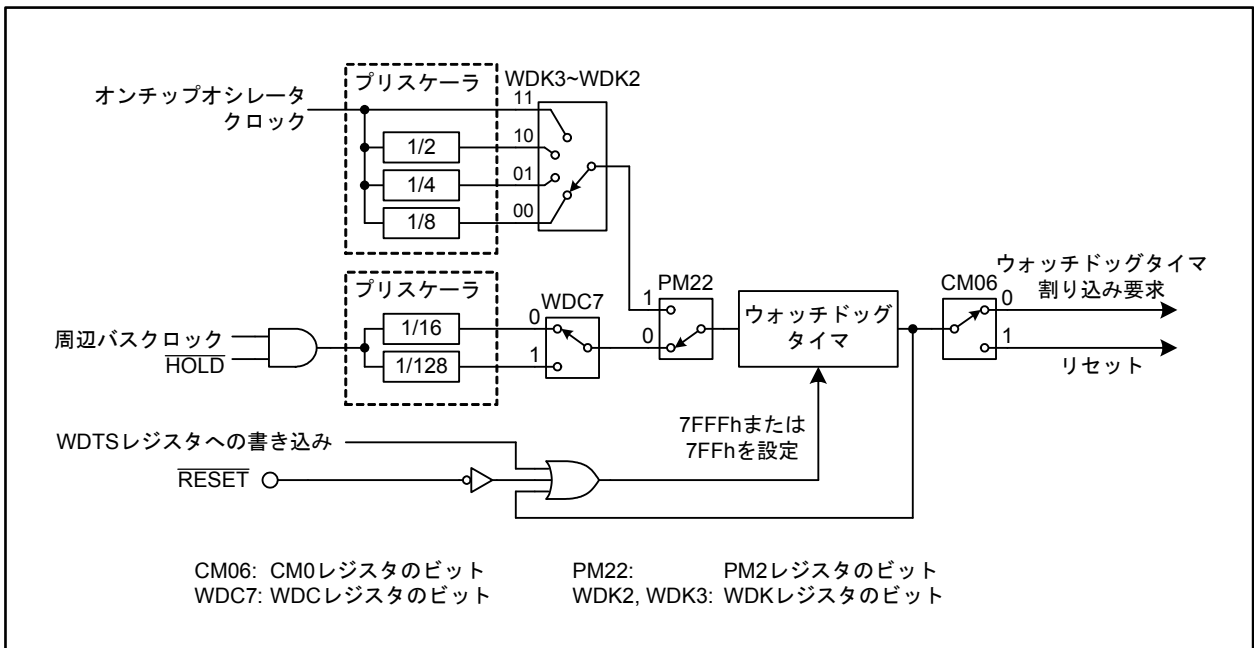 プリスケーラ
WDK3~WDK2
オンチップオシレータ
クロック
11
1/2
10
1/4
01
1/8
00
プリスケーラ
WDC7
PM22
CM06
ウォッチドッグタイマ
割り込み要求
周辺バスクロック
HOLD
1/16
0
1/128
1
1
0
ウォッチドッグ
タイマ
0
1
リセット
7FFFhまたは
7FFhを設定
WDTSレジスタへの書き込み
RESET
CM06: CM0レジスタのビット
PM22: PM2レジスタのビット
WDC7: WDCレジスタのビット
WDK2, WDK3: WDKレジスタのビット